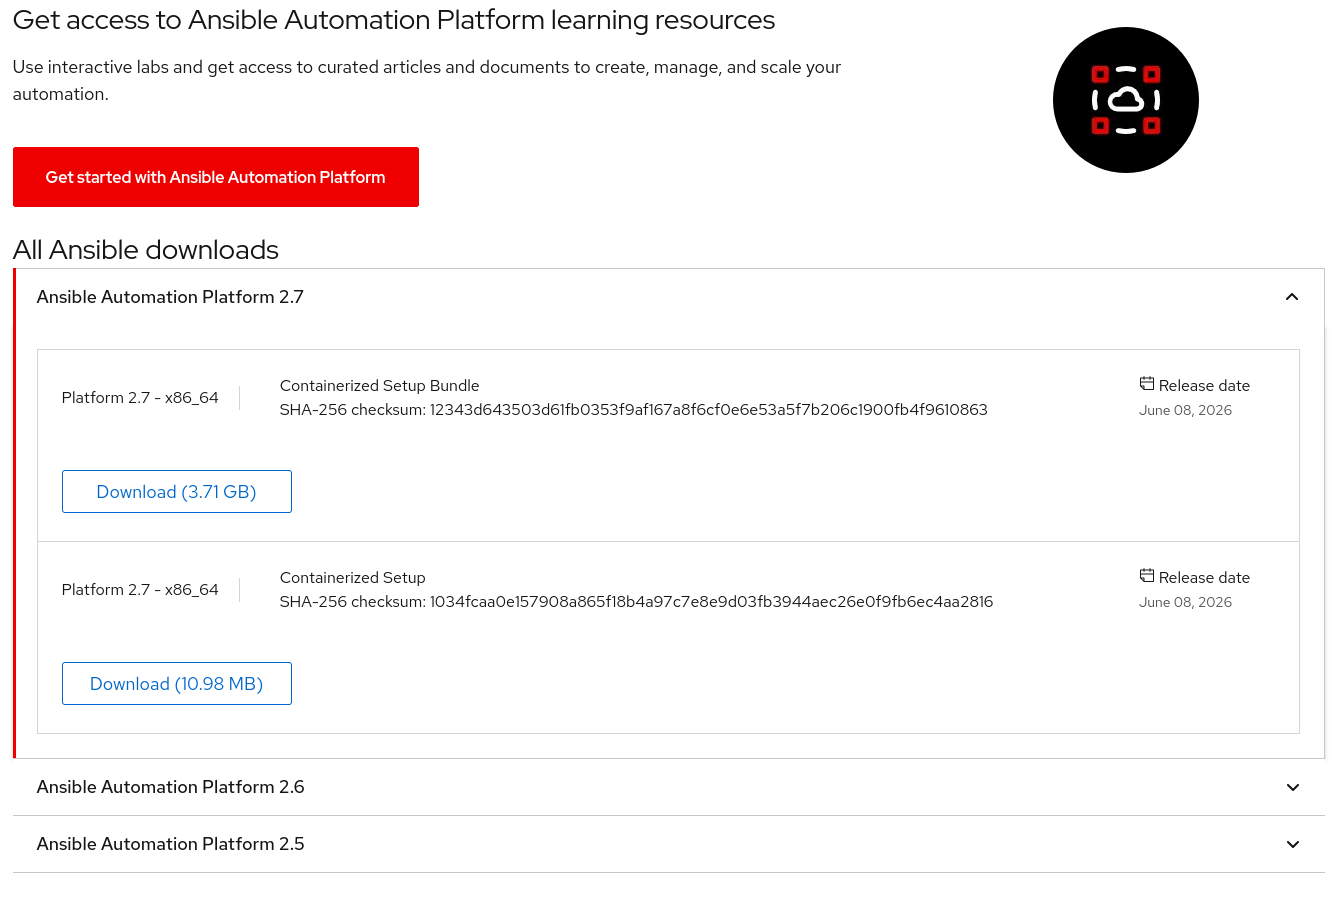 Get access to Ansible Automation Platform learning resources
Use interactive labs and get access to curated articles and documents to create, manage, and scale your
automation.
Get started with Ansible Automation Platform
All Ansible downloads
Ansible Automation Platform 2.7
Platform 2.7 - x86_64
Containerized Setup Bundle
SHA-256 checksum: 12343d643503d61fb0353f9af167a8f6cf0e6e53a5f7b206c1900fb4f9610863
Release date
June 08, 2026
Download (3.71 GB)
Platform 2.7 - x86_64
Containerized Setup
SHA-256 checksum: 1034fcaa0e157908a865f18b4a97c7e8e9d03fb3944aec26e0f9fb6ec4aa2816
Release date
June 08, 2026
Download (10.98 MB)
Ansible Automation Platform 2.6
Ansible Automation Platform 2.5